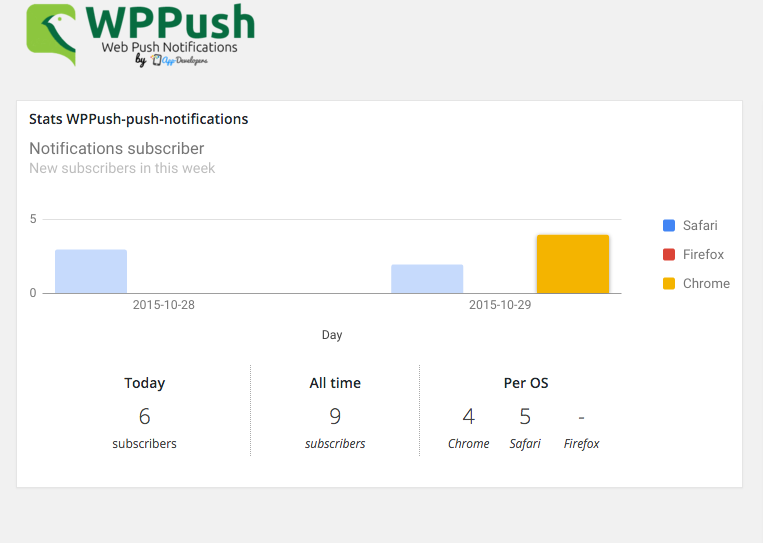 WPPush
Web Push Notifications
by App Developers
Stats WPPush-push-notifications
Notifications subscriber
New subscribers in this week
5
0
2015-10-28
2015-10-29
Day
Safari
Firefox
Chrome
Today
6
subscribers
All time
9
subscribers
Per OS
4 5 -
Chrome Safari Firefox